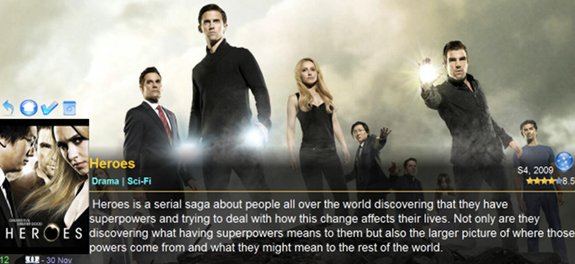 Heroes
Drama | Sci-Fi
S4, 2009
8.5
Heroes is a serial saga about people all over the world discovering that they have
superpowers and trying to deal with how this change affects their lives. Not only are they
discovering what having superpowers means to them but also the larger picture of where those
powers come from and what they might mean to the rest of the world.
HEROES
12
- 30 Nov